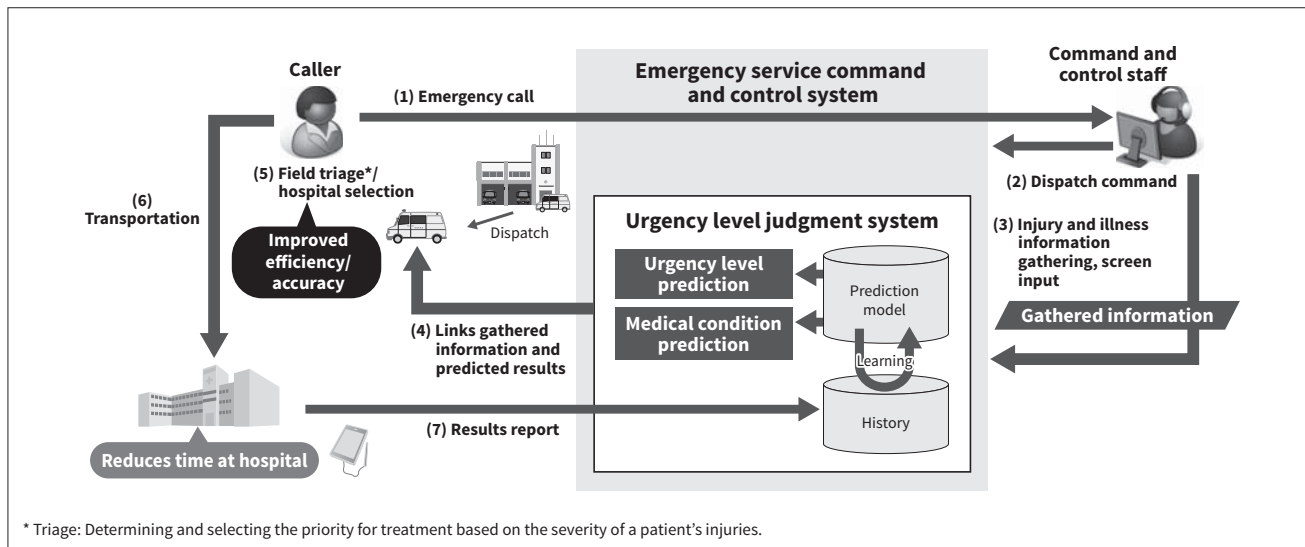 Caller
Emergency service command
and control system
Command and
control staff
(1) Emergency call
(2) Dispatch command
(3) Injury and illness
information
gathering, screen
input
Gathered information
(5) Field triage*/
hospital selection
Improved
efficiency/
accuracy
Dispatch
(6)
Transportation
Urgency level judgment system
Urgency level
prediction
Medical condition
prediction
Prediction
model
Learning
History
(4) Links gathered
information and
predicted results
(7) Results report
Reduces time at hospital
* Triage: Determining and selecting the priority for treatment based on the severity of a patient’s injuries.